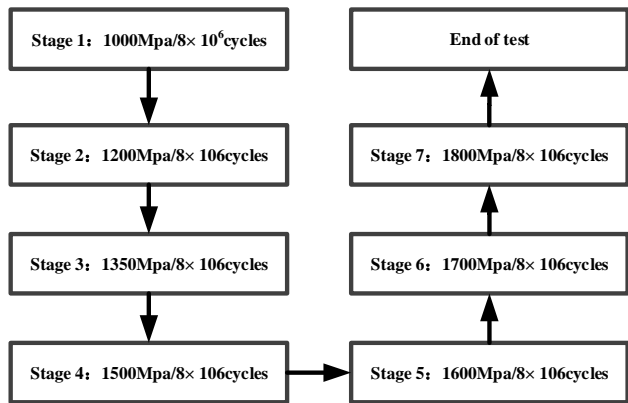 Stage 1：1000Mpa/8× 10⁶cycles
Stage 2：1200Mpa/8× 106cycles
Stage 3：1350Mpa/8× 106cycles
Stage 4：1500Mpa/8× 106cycles
Stage 5：1600Mpa/8× 106cycles
Stage 6：1700Mpa/8× 106cycles
Stage 7：1800Mpa/8× 106cycles
End of test